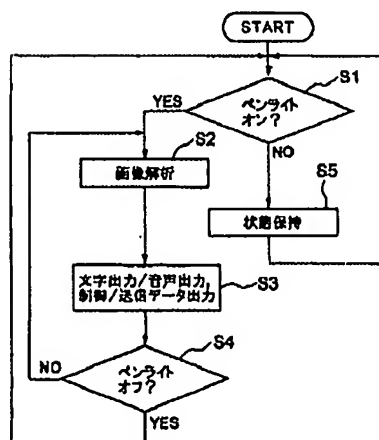 START
S1
YES
ペンライト
オン?
S2
NO
画像解析
S5
状態保持
文字出力/音声出力,
制御/送信データ出力
S3
S4
NO
ペンライト
オフ?
YES